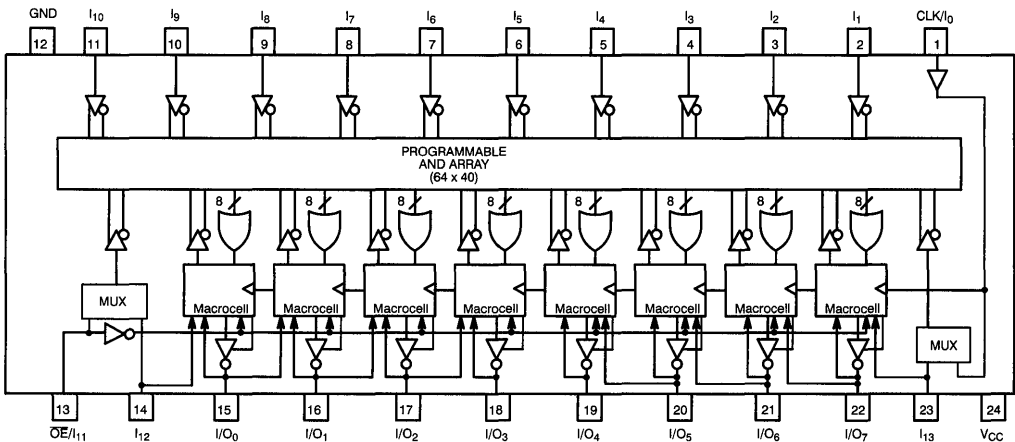 GND I10 I9 I8 I7 I6 I5 I4 I3 I2 I1 CLK/I0
12 11 10 9 8 7 6 5 4 3 2 1
PROGRAMMABLE
AND ARRAY
(64 x 40)
8 8 8 8 8 8 8 8
MUX
Macrocell Macrocell Macrocell Macrocell Macrocell Macrocell Macrocell Macrocell
MUX
13 14 15 16 17 18 19 20 21 22 23 24
O̅E̅/I11 I12 I/O0 I/O1 I/O2 I/O3 I/O4 I/O5 I/O6 I/O7 I13 VCC